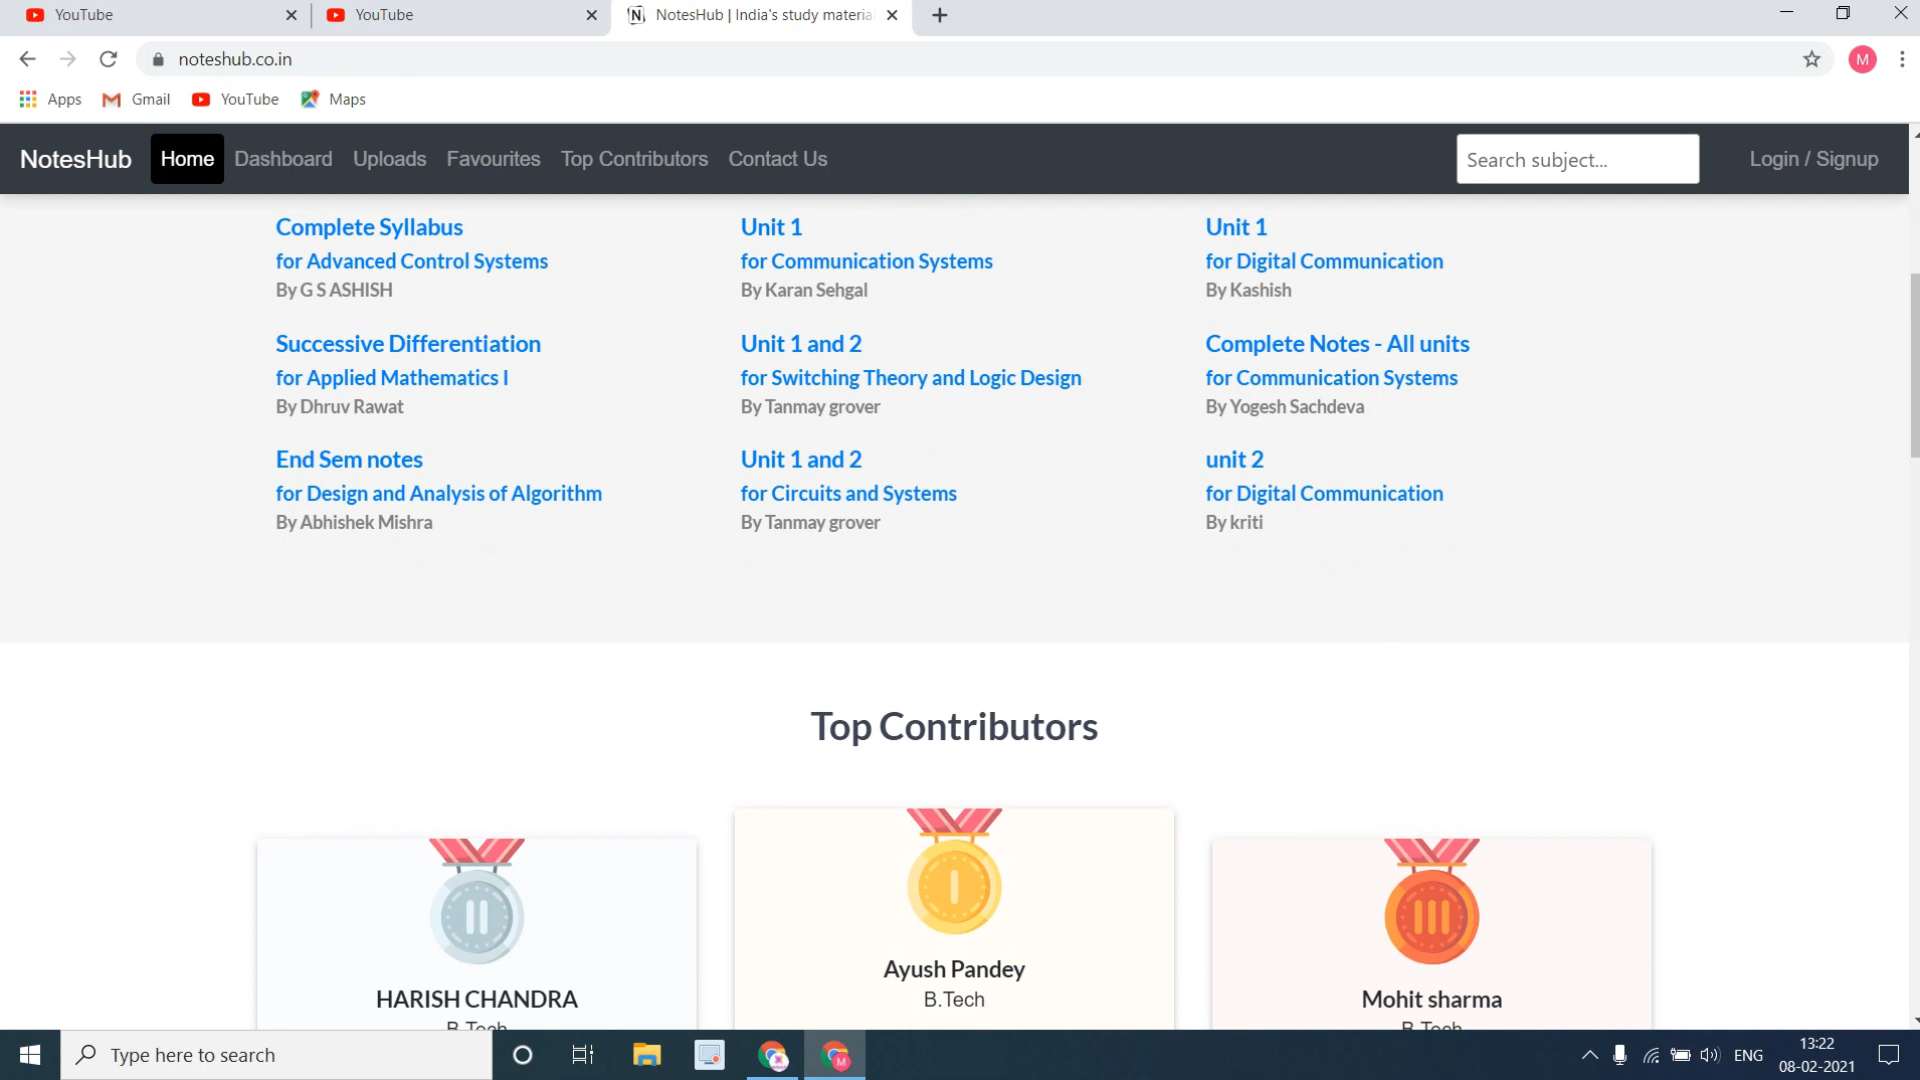 YouTube
YouTube
NotesHub | India's study materia
noteshub.co.in
M
Apps
Gmail
YouTube
Maps
NotesHub
Home
Dashboard
Uploads
Favourites
Top Contributors
Contact Us
Search subject...
Login / Signup
Complete Syllabus
for Advanced Control Systems
By G S ASHISH
Unit 1
for Communication Systems
By Karan Sehgal
Unit 1
for Digital Communication
By Kashish
Successive Differentiation
for Applied Mathematics I
By Dhruv Rawat
Unit 1 and 2
for Switching Theory and Logic Design
By Tanmay grover
Complete Notes - All units
for Communication Systems
By Yogesh Sachdeva
End Sem notes
for Design and Analysis of Algorithm
By Abhishek Mishra
Unit 1 and 2
for Circuits and Systems
By Tanmay grover
unit 2
for Digital Communication
By kriti
Top Contributors
II
HARISH CHANDRA
B.Tech
I
Ayush Pandey
B.Tech
III
Mohit sharma
B.Tech
Type here to search
M
ENG
13:22
08-02-2021